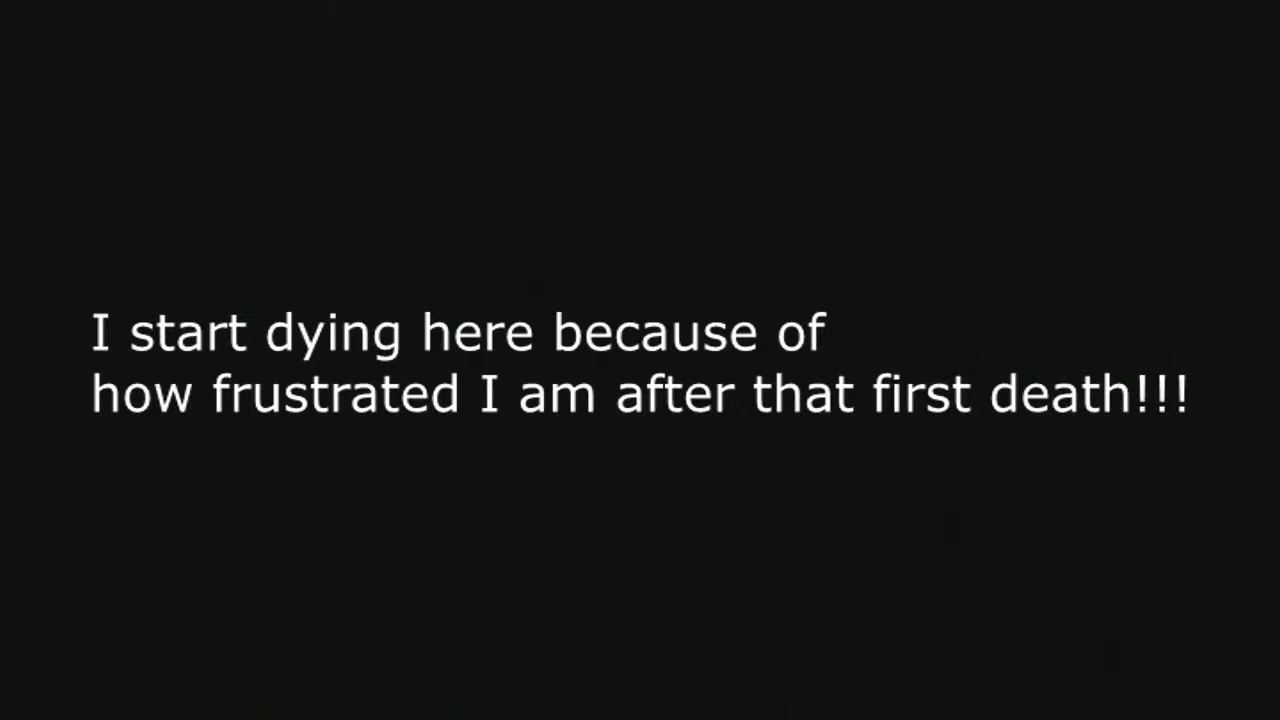 I start dying here because of
how frustrated I am after that first death!!!